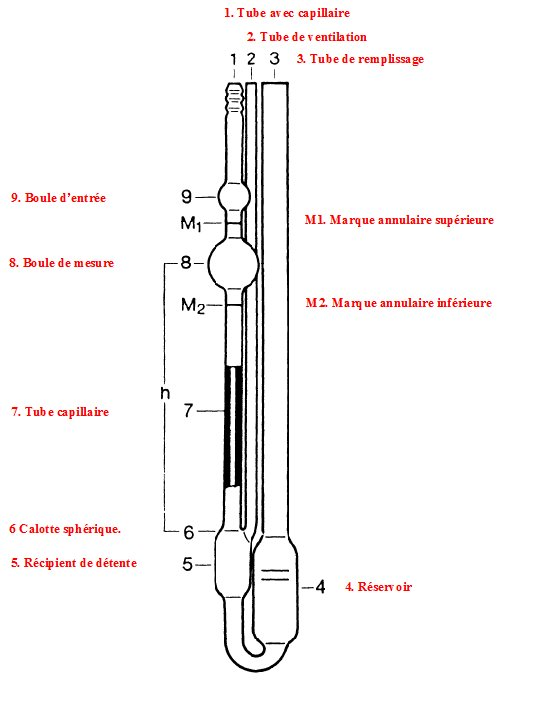 1. Tube avec capillaire
2. Tube de ventilation
1 2 3 3. Tube de remplissage
9. Boule d'entrée 9
M1 M1. Marque annulaire supérieure
8. Boule de mesure 8
M2 M2. Marque annulaire inférieure
h
7. Tube capillaire 7
6 Calotte sphérique. 6
5. Récipient de détente 5
4 4. Réservoir